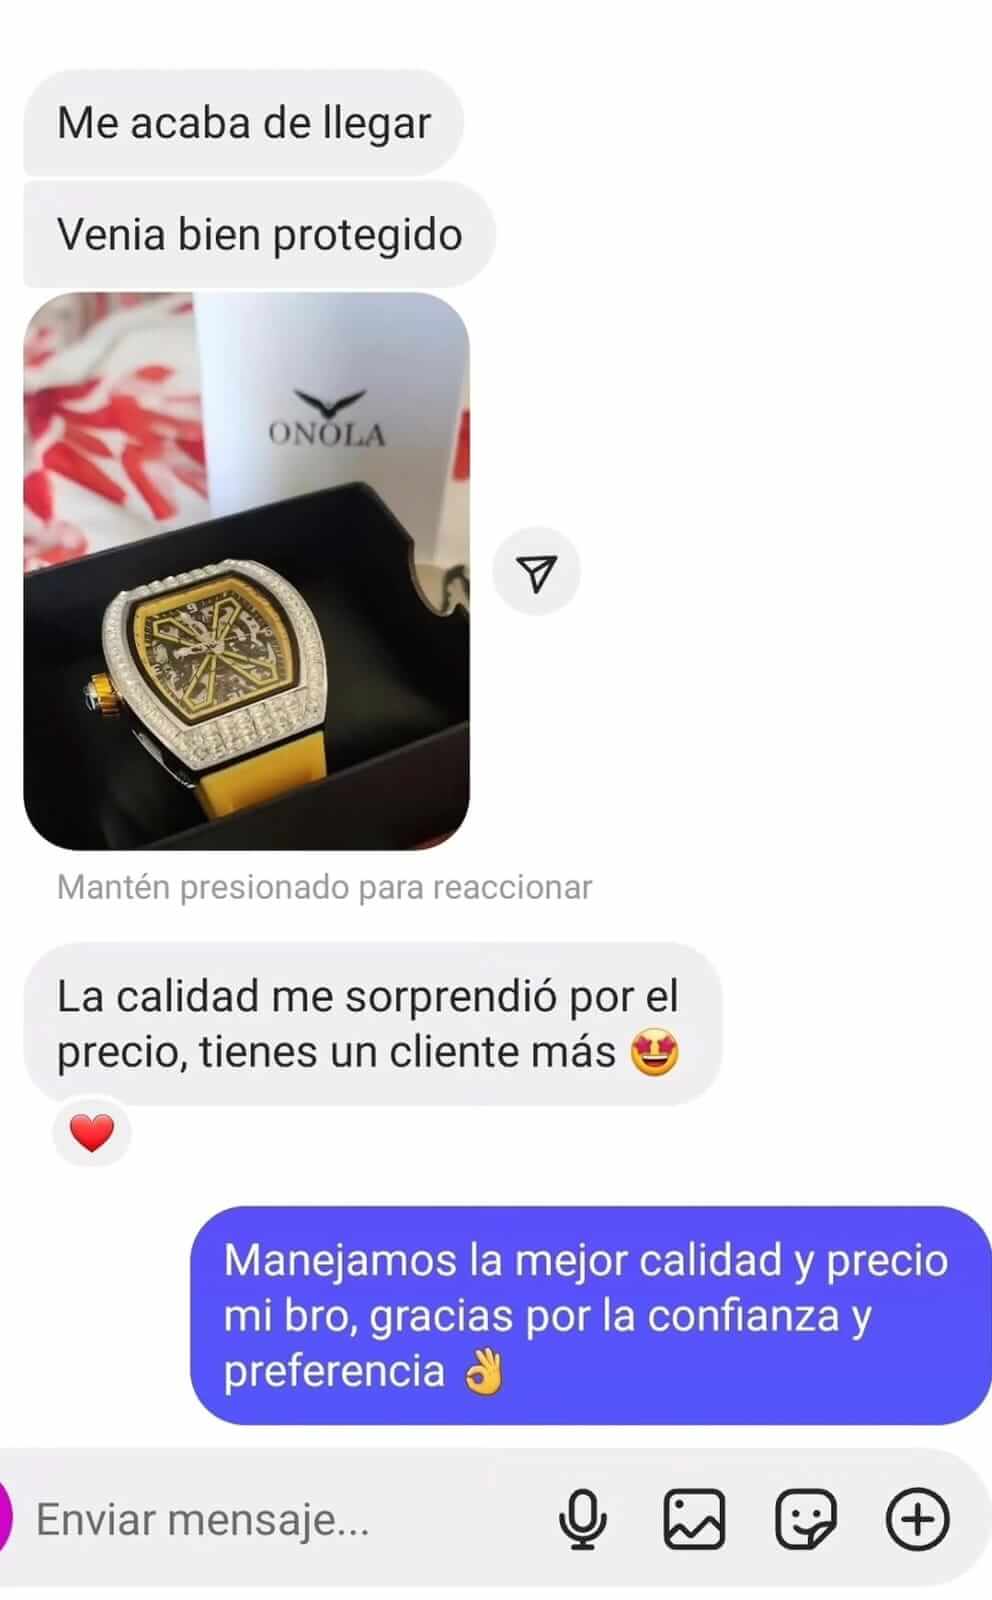 Me acaba de llegar
Venia bien protegido
ONOLA
Mantén presionado para reaccionar
La calidad me sorprendió por el
precio, tienes un cliente más 🤩
❤️
Manejamos la mejor calidad y precio
mi bro, gracias por la confianza y
preferencia 👌
Enviar mensaje...